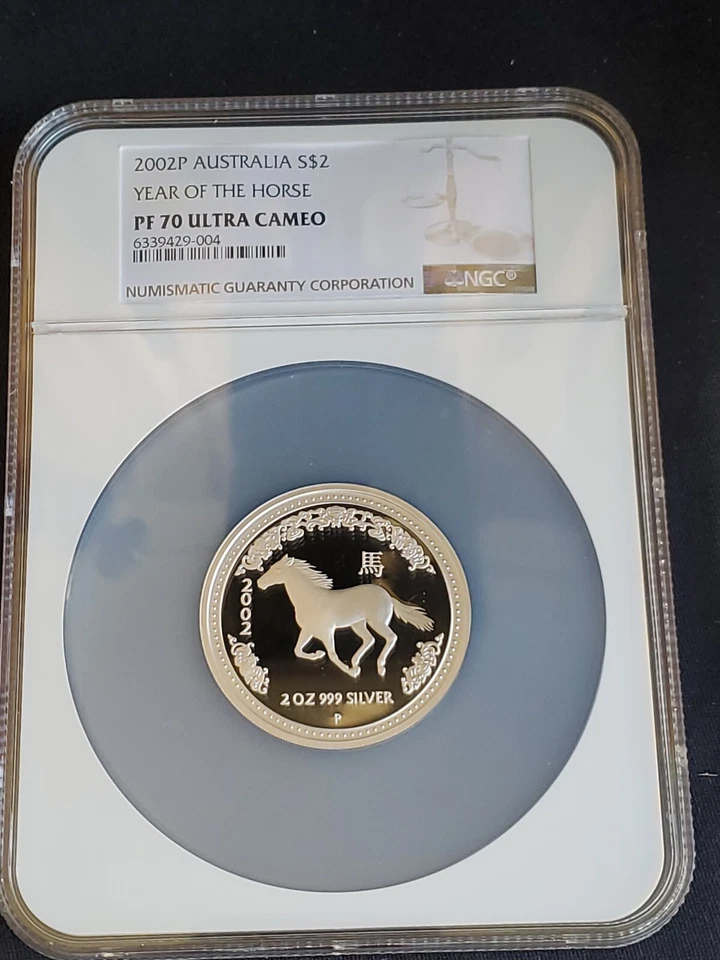 2002P AUSTRALIA S$2
YEAR OF THE HORSE
PF 70 ULTRA CAMEO
6339429-004
NUMISMATIC GUARANTY CORPORATION
NGC®
馬
2002
2 OZ 999 SILVER
P